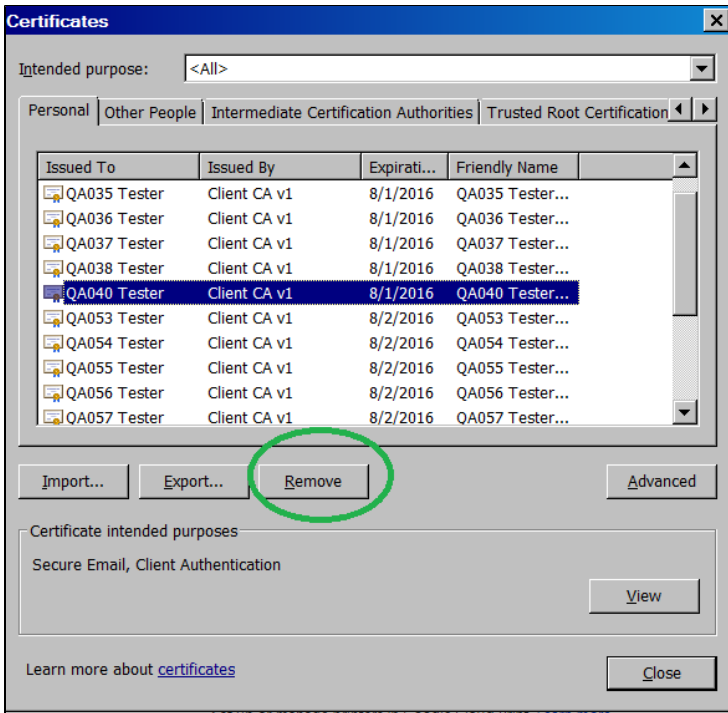 Certificates
Intended purpose: <All>
Personal Other People Intermediate Certification Authorities Trusted Root Certification
Issued To Issued By Expirati... Friendly Name
QA035 Tester Client CA v1 8/1/2016 QA035 Tester...
QA036 Tester Client CA v1 8/1/2016 QA036 Tester...
QA037 Tester Client CA v1 8/1/2016 QA037 Tester...
QA038 Tester Client CA v1 8/1/2016 QA038 Tester...
QA040 Tester Client CA v1 8/1/2016 QA040 Tester...
QA053 Tester Client CA v1 8/2/2016 QA053 Tester...
QA054 Tester Client CA v1 8/2/2016 QA054 Tester...
QA055 Tester Client CA v1 8/2/2016 QA055 Tester...
QA056 Tester Client CA v1 8/2/2016 QA056 Tester...
QA057 Tester Client CA v1 8/2/2016 QA057 Tester...
Import... Export... Remove Advanced
Certificate intended purposes
Secure Email, Client Authentication
View
Learn more about certificates
Close